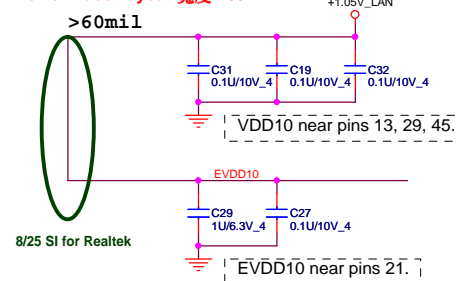 +1.05V_LAN
>60mil
C31
0.1U/10V_4
C19
0.1U/10V_4
C32
0.1U/10V_4
VDD10 near pins 13, 29, 45.
EVDD10
C29
1U/6.3V_4
C27
0.1U/10V_4
8/25 SI for Realtek
EVDD10 near pins 21.